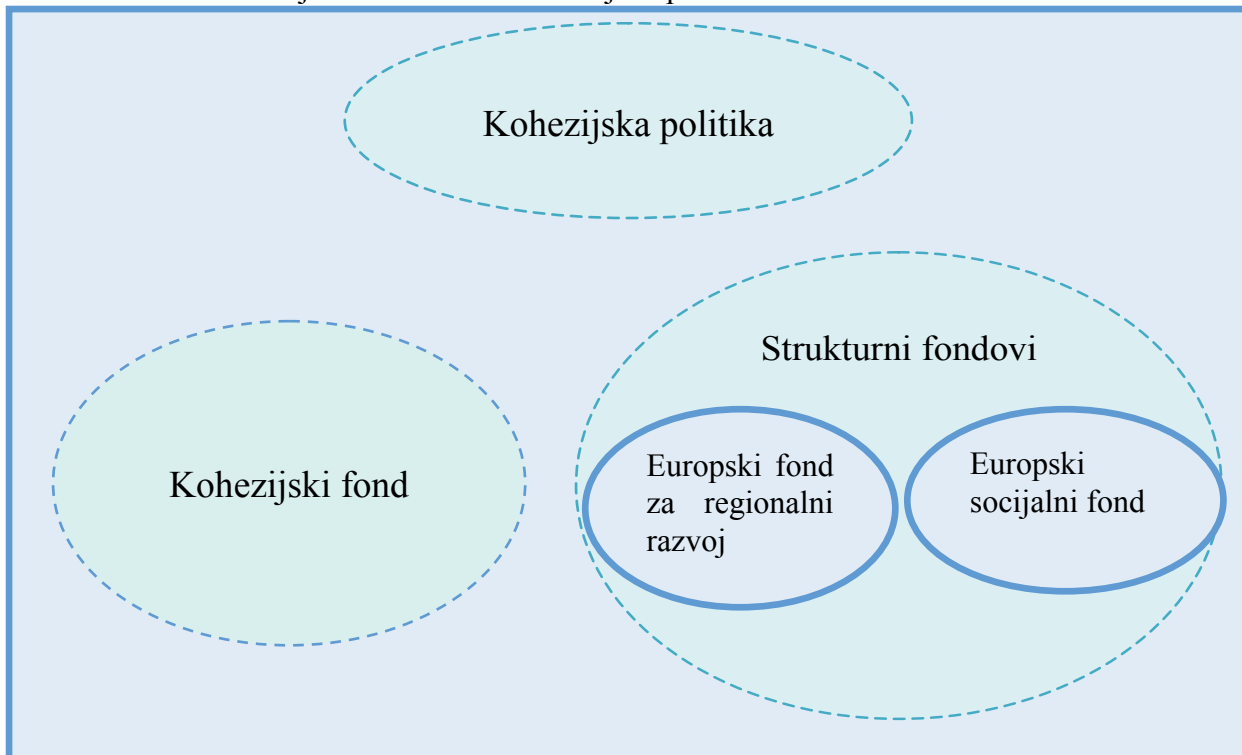 Kohezijska politika
Strukturni fondovi
Kohezijski fond
Europski fond
za regionalni
razvoj
Europski
socijalni fond